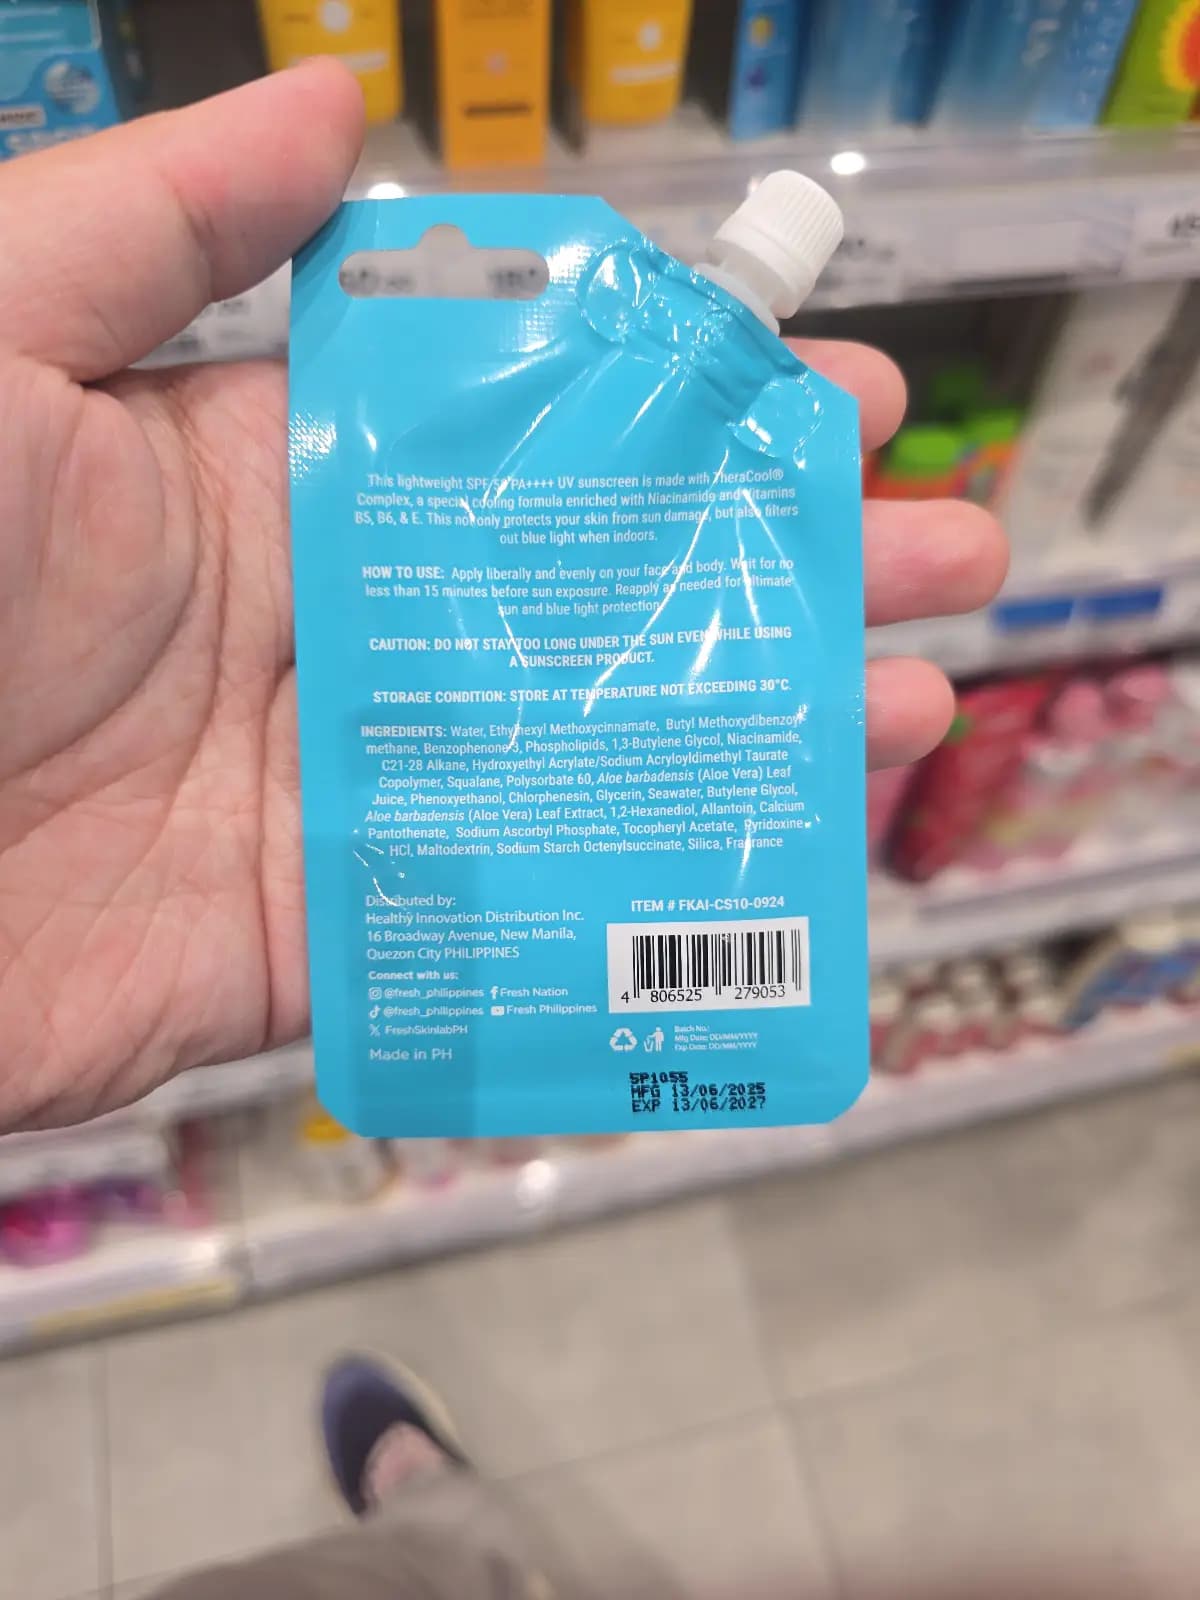 This lightweight SPF 50 PA++++ UV sunscreen is made with TheraCool®
Complex, a special cooling formula enriched with Niacinamide and Vitamins
B5, B6, & E. This not only protects your skin from sun damage, but also filters
out blue light when indoors.
HOW TO USE: Apply liberally and evenly on your face and body. Wait for no
less than 15 minutes before sun exposure. Reapply as needed for ultimate
sun and blue light protection.
CAUTION: DO NOT STAY TOO LONG UNDER THE SUN EVEN WHILE USING
A SUNSCREEN PRODUCT.
STORAGE CONDITION: STORE AT TEMPERATURE NOT EXCEEDING 30°C.
INGREDIENTS: Water, Ethylhexyl Methoxycinnamate, Butyl Methoxydibenzoyl
methane, Benzophenone-3, Phospholipids, 1,3-Butylene Glycol, Niacinamide,
C21-28 Alkane, Hydroxyethyl Acrylate/Sodium Acryloyldimethyl Taurate
Copolymer, Squalane, Polysorbate 60, Aloe barbadensis (Aloe Vera) Leaf
Juice, Phenoxyethanol, Chlorphenesin, Glycerin, Seawater, Butylene Glycol,
Aloe barbadensis (Aloe Vera) Leaf Extract, 1,2-Hexanediol, Allantoin, Calcium
Pantothenate, Sodium Ascorbyl Phosphate, Tocopheryl Acetate, Pyridoxine
HCl, Maltodextrin, Sodium Starch Octenylsuccinate, Silica, Fragrance
Distributed by:
Healthy Innovation Distribution Inc.
16 Broadway Avenue, New Manila,
Quezon City PHILIPPINES
Connect with us:
@fresh_philippines Fresh Nation
@fresh_philippines Fresh Philippines
FreshSkinlabPH
Made in PH
ITEM # FKAI-CS10-0924
4 806525 279053
Batch No.:
Mfg Date: DD/MM/YYYY
Exp Date: DD/MM/YYYY
5P1055
MFG 13/06/2025
EXP 13/06/2027